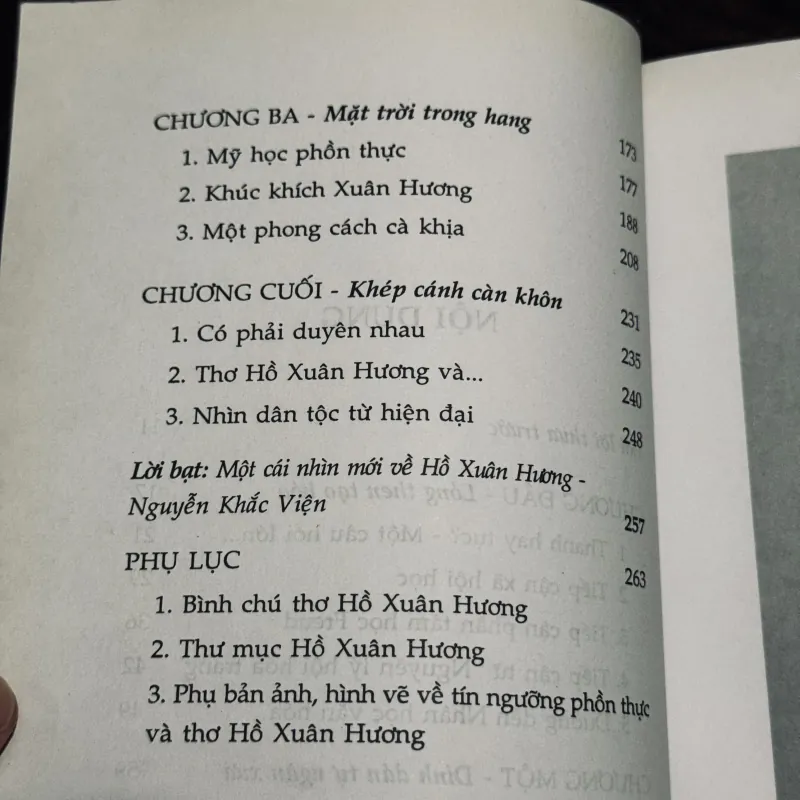 CHƯƠNG BA - Mặt trời trong hang 173
1. Mỹ học phồn thực 177
2. Khúc khích Xuân Hương 188
3. Một phong cách cà khịa 208
CHƯƠNG CUỐI - Khép cánh càn khôn 231
1. Có phải duyên nhau 235
2. Thơ Hồ Xuân Hương và... 240
3. Nhìn dân tộc từ hiện đại 248
Lời bạt: Một cái nhìn mới về Hồ Xuân Hương -
Nguyễn Khắc Viện 257
PHỤ LỤC 263
1. Bình chú thơ Hồ Xuân Hương
2. Thư mục Hồ Xuân Hương
3. Phụ bản ảnh, hình vẽ về tín ngưỡng phồn thực
và thơ Hồ Xuân Hương